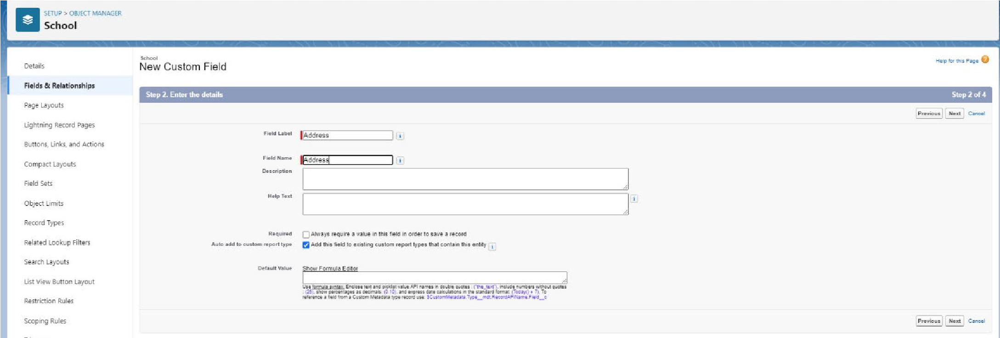 SETUP > OBJECT MANAGER
School
Details
Fields & Relationships
Page Layouts
Lightning Record Pages
Buttons, Links, and Actions
Compact Layouts
Field Sets
Object Limits
Record Types
Related Lookup Filters
Search Layouts
List View Button Layout
Restriction Rules
Scoping Rules
School
New Custom Field
Help for this Page
Step 2. Enter the details
Step 2 of 4
Previous Next Cancel
Field Label Address
Field Name Address
Description
Help Text
Required Always require a value in this field in order to save a record
Auto add to custom report type Add this field to existing custom report types that contain this entity
Default Value Show Formula Editor
Use formula syntax: Enclose text and picklist value API names in double quotes : ("the_text"), include numbers without quotes
: (25), show percentages as decimals: (0.10), and express date calculations in the standard format: (Today() + 7). To
reference a field from a Custom Metadata type record use: $CustomMetadata.Type__mdt.RecordAPIName.Field__c
Previous Next Cancel